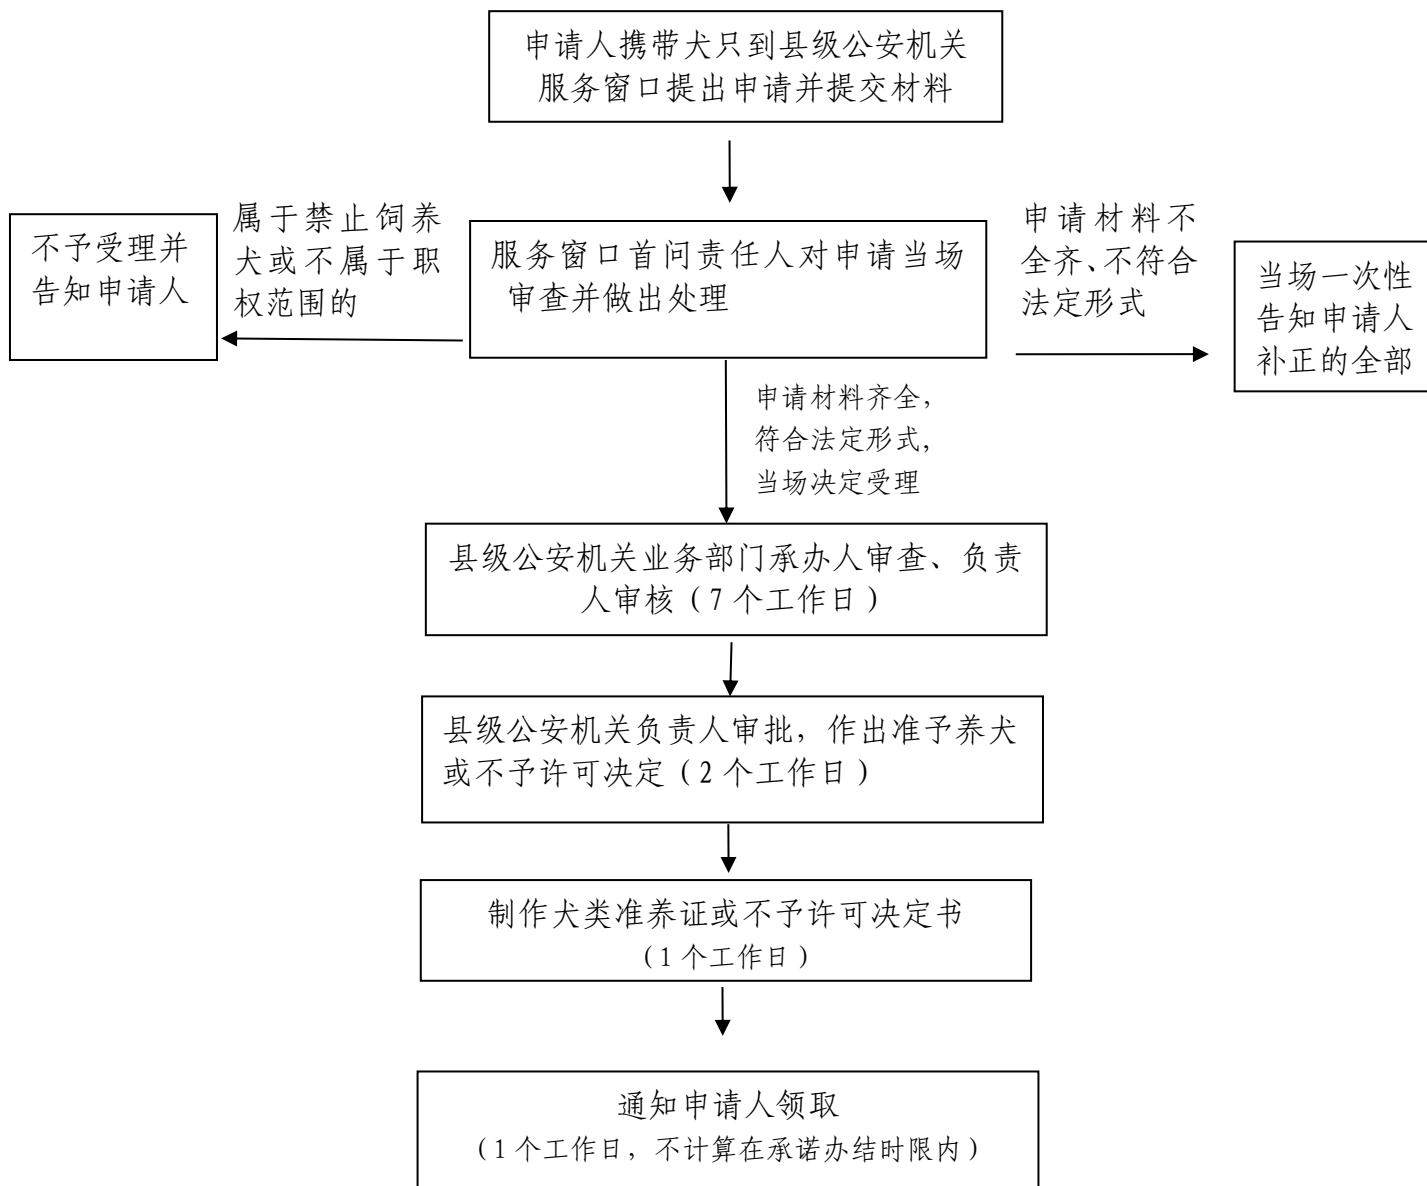 申请人携带犬只到县级公安机关
服务窗口提出申请并提交材料
不予受理并
告知申请人
属于禁止饲养
犬或不属于职
权范围的
服务窗口首问责任人对申请当场
审查并做出处理
申请材料不
全齐、不符合
法定形式
当场一次性
告知申请人
补正的全部
申请材料齐全，
符合法定形式，
当场决定受理
县级公安机关业务部门承办人审查、负责
人审核（7个工作日）
县级公安机关负责人审批，作出准予养犬
或不予许可决定（2个工作日）
制作犬类准养证或不予许可决定书
（1个工作日）
通知申请人领取
（1个工作日，不计算在承诺办结时限内）